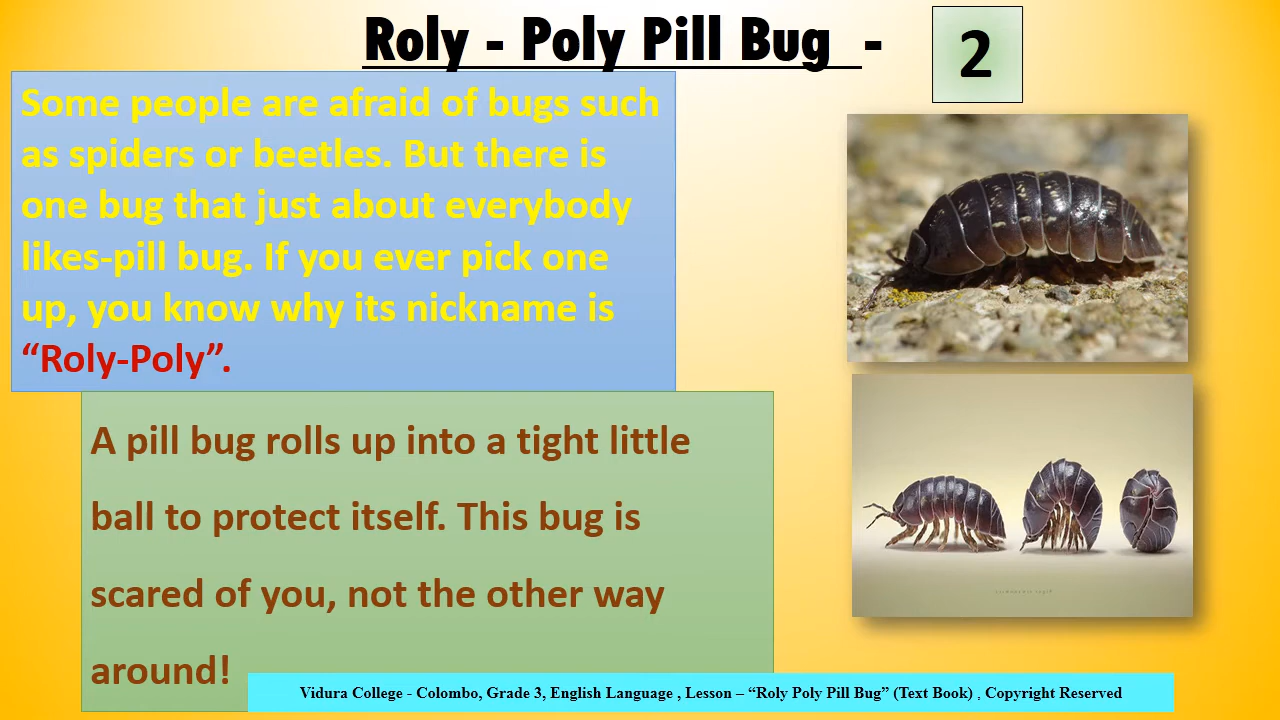 Roly - Poly Pill Bug -
2
Some people are afraid of bugs such
as spiders or beetles. But there is
one bug that just about everybody
likes-pill bug. If you ever pick one
up, you know why its nickname is
“Roly-Poly”.
A pill bug rolls up into a tight little
ball to protect itself. This bug is
scared of you, not the other way
around!
Vidura College - Colombo, Grade 3, English Language , Lesson – “Roly Poly Pill Bug” (Text Book) , Copyright Reserved